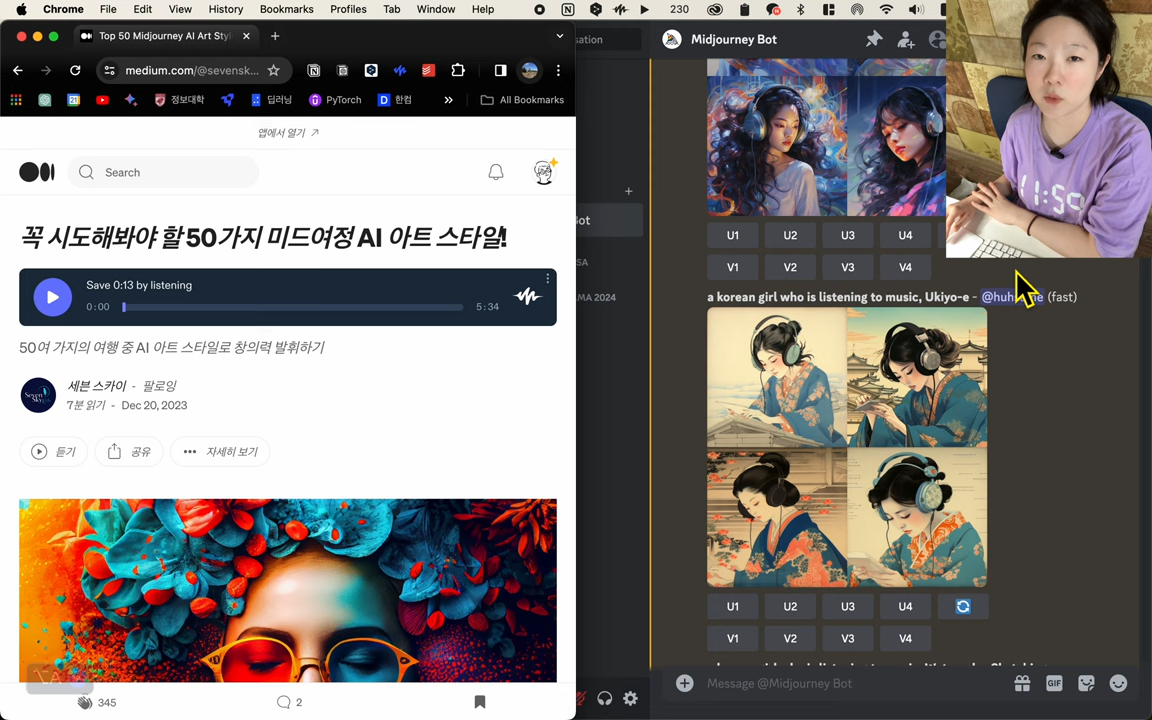 Chrome File Edit View History Bookmarks Profiles Tab Window Help
230
Top 50 Midjourney AI Art Styl
medium.com/@sevensk...
정보대학
딥러닝
PyTorch
한컴
All Bookmarks
앱에서 열기
Search
꼭 시도해봐야 할 50가지 미드여정 AI 아트 스타일!
Save 0:13 by listening
0:00
5:34
50여 가지의 여행 중 AI 아트 스타일로 창의력 발휘하기
세븐 스카이 - 팔로잉
7분 읽기 - Dec 20, 2023
듣기
공유
자세히 보기
345
2
sation
Midjourney Bot
ot
SA
AMA 2024
U1 U2 U3 U4
V1 V2 V3 V4
a korean girl who is listening to music, Ukiyo-e - (fast)
U1 U2 U3 U4
V1 V2 V3 V4
Message @Midjourney Bot
GIF
11:59